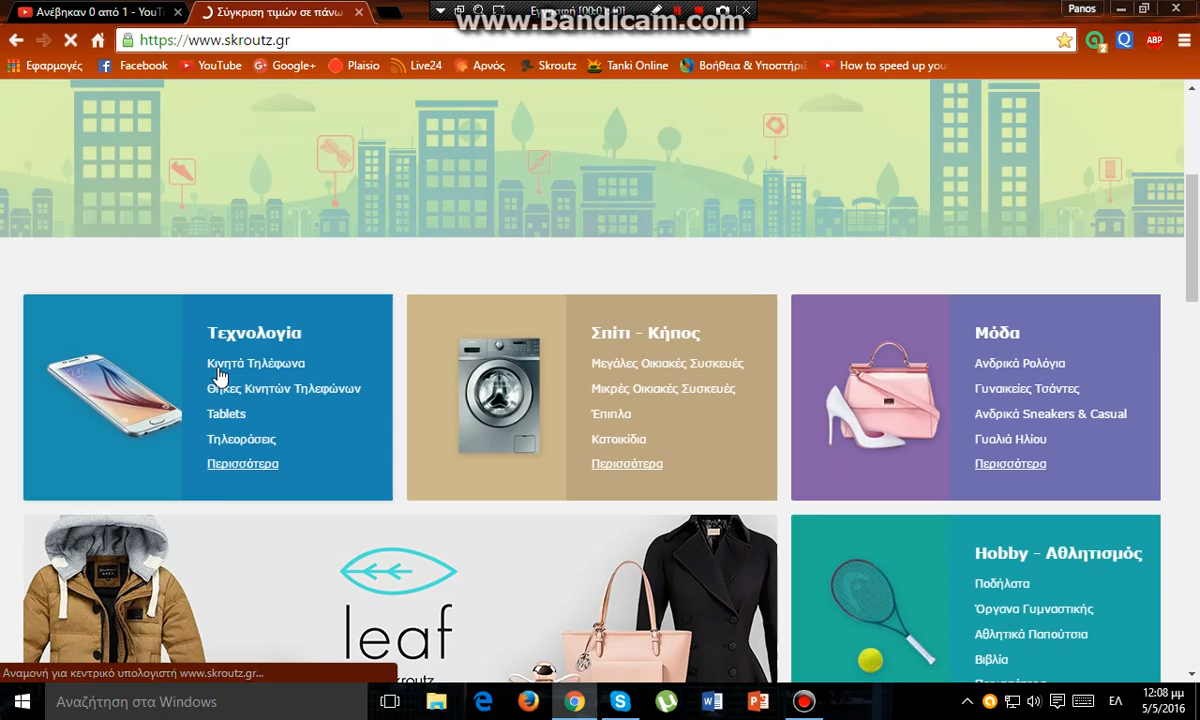 Ανέβηκαν 0 από 1 - YouTu
Σύγκριση τιμών σε πάνω
www.Bandicam.com
Panos
https://www.skroutz.gr
ABP
Εφαρμογές
Facebook
YouTube
Google+
Plaisio
Live24
Αρνός
Skroutz
Tanki Online
Βοήθεια & Υποστήρι
How to speed up you
Τεχνολογία
Κινητά Τηλέφωνα
Θήκες Κινητών Τηλεφώνων
Tablets
Τηλεοράσεις
Περισσότερα
Σπίτι - Κήπος
Μεγάλες Οικιακές Συσκευές
Μικρές Οικιακές Συσκευές
Έπιπλα
Κατοικίδια
Περισσότερα
Μόδα
Ανδρικά Ρολόγια
Γυναικείες Τσάντες
Ανδρικά Sneakers & Casual
Γυαλιά Ηλίου
Περισσότερα
leaf
Hobby - Αθλητισμός
Ποδήλατα
Όργανα Γυμναστικής
Αθλητικά Παπούτσια
Βιβλία
Αναμονή για κεντρικό υπολογιστή www.skroutz.gr...
Αναζήτηση στα Windows
ΕΛ
12:08 μμ
5/5/2016